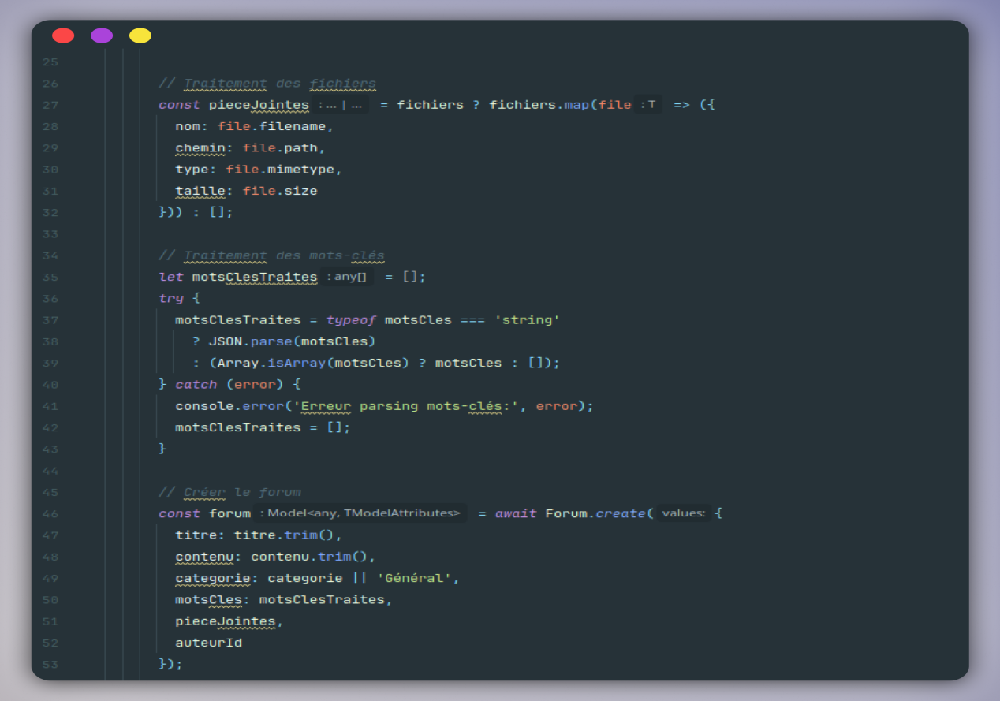 25
26 // Traitement des fichiers
27 const pieceJointes : ... | ... = fichiers ? fichiers.map(file : T => ({
28 nom: file.filename,
29 chemin: file.path,
30 type: file.mimetype,
31 taille: file.size
32 })) : [];
33
34 // Traitement des mots-clés
35 let motsClesTraites : any[] = [];
36 try {
37 motsClesTraites = typeof motsCles === 'string'
38 ? JSON.parse(motsCles)
39 : (Array.isArray(motsCles) ? motsCles : []);
40 } catch (error) {
41 console.error('Erreur parsing mots-clés:', error);
42 motsClesTraites = [];
43 }
44
45 // Créer le forum
46 const forum : Model<any, TModelAttributes> = await Forum.create( values: {
47 titre: titre.trim(),
48 contenu: contenu.trim(),
49 categorie: categorie || 'Général',
50 motsCles: motsClesTraites,
51 pieceJointes,
52 auteurId
53 });